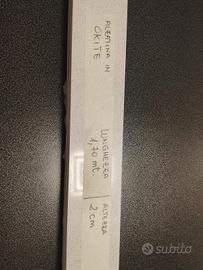 ALZATINA IN
OKITE
LUNGHEZZA
1,70 mt.
ALTEZZA
2 cm
subito